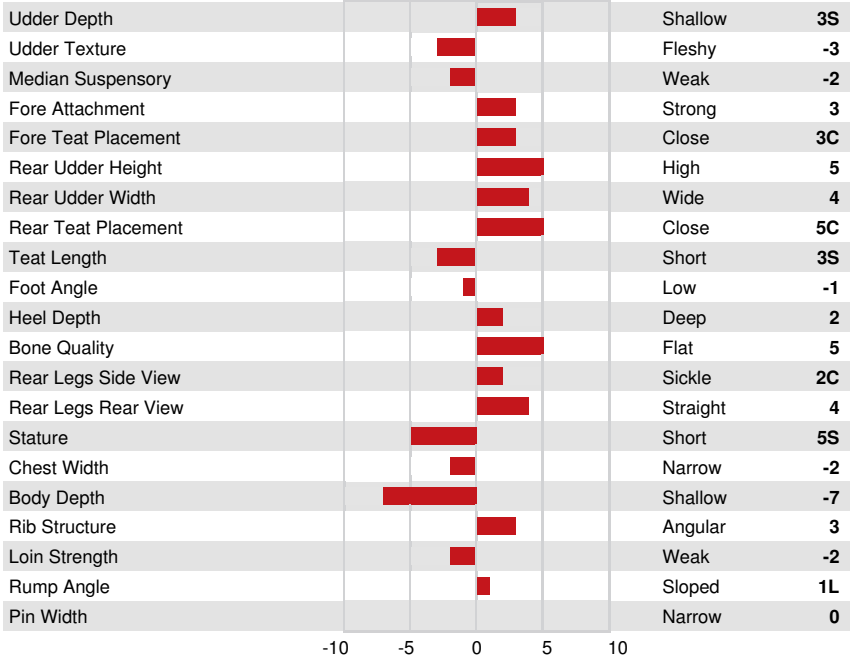 Udder Depth Shallow 3S
Udder Texture Fleshy -3
Median Suspensory Weak -2
Fore Attachment Strong 3
Fore Teat Placement Close 3C
Rear Udder Height High 5
Rear Udder Width Wide 4
Rear Teat Placement Close 5C
Teat Length Short 3S
Foot Angle Low -1
Heel Depth Deep 2
Bone Quality Flat 5
Rear Legs Side View Sickle 2C
Rear Legs Rear View Straight 4
Stature Short 5S
Chest Width Narrow -2
Body Depth Shallow -7
Rib Structure Angular 3
Loin Strength Weak -2
Rump Angle Sloped 1L
Pin Width Narrow 0
-10 -5 0 5 10